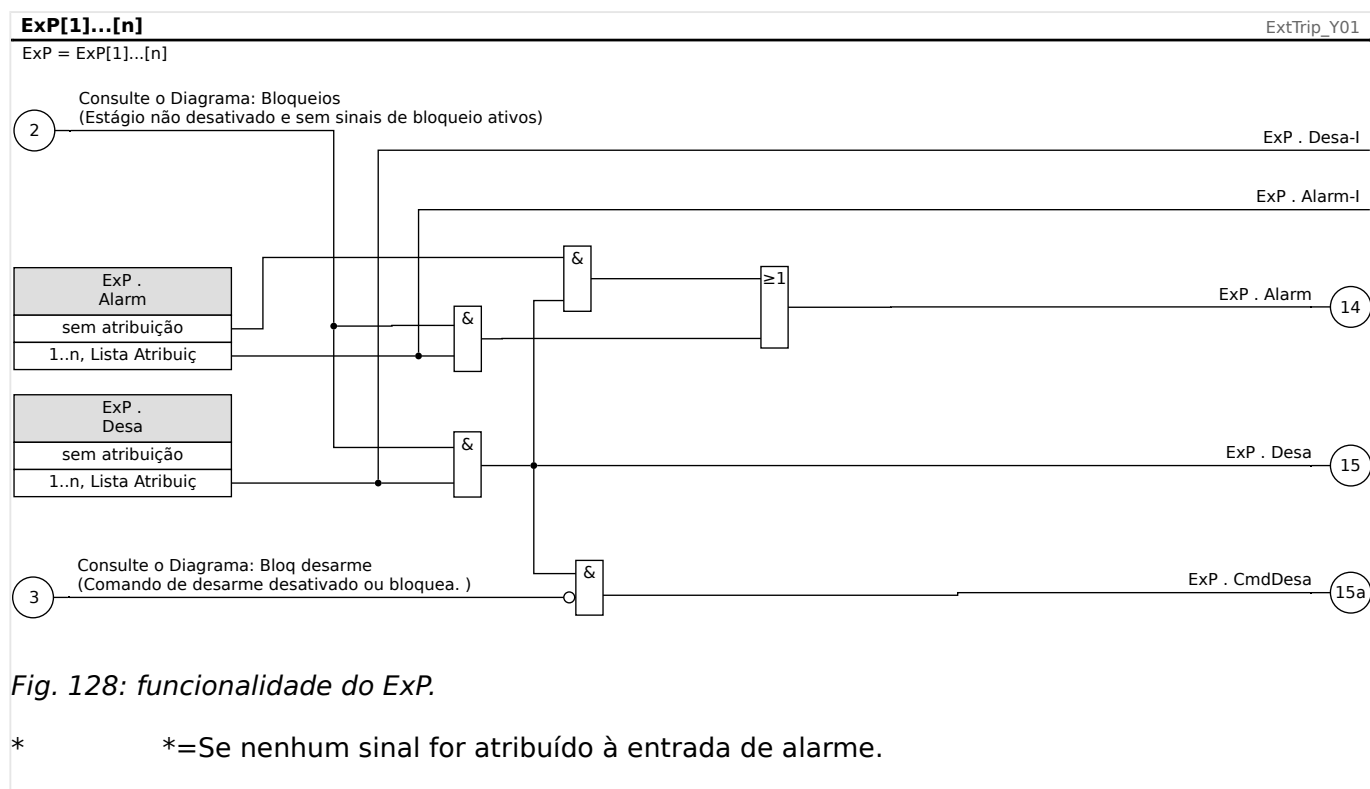 ExP[1]...[n]
ExtTrip_Y01
ExP = ExP[1]...[n]
Consulte o Diagrama: Bloqueios
(Estágio não desativado e sem sinais de bloqueio ativos)
2
ExP . Desa-I
ExP . Alarm-I
&
≥1
ExP .
Alarm
sem atribuição
1..n, Lista Atribuiç
&
ExP . Alarm
14
ExP .
Desa
sem atribuição
1..n, Lista Atribuiç
&
ExP . Desa
15
Consulte o Diagrama: Bloq desarme
(Comando de desarme desativado ou bloquea. )
3
&
ExP . CmdDesa
15a
Fig. 128: funcionalidade do ExP.
* *=Se nenhum sinal for atribuído à entrada de alarme.